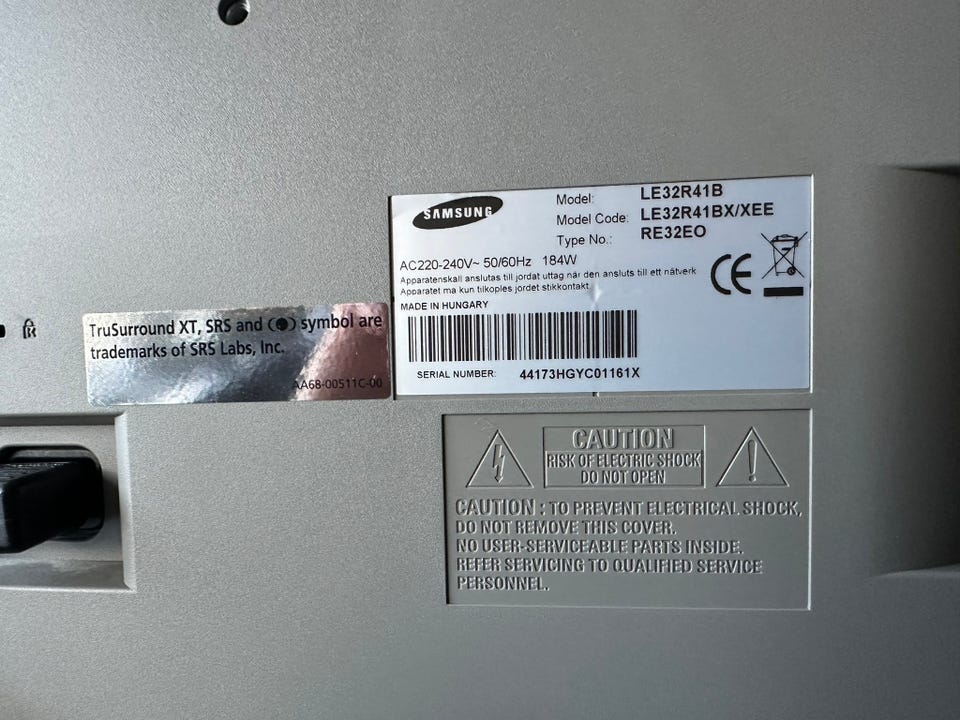 SAMSUNG
Model: LE32R41B
Model Code: LE32R41BX/XEE
Type No.: RE32EO
AC220-240V~ 50/60Hz 184W
Apparatenskall anslutas till jordat uttag när den ansluts till ett nätverk
Apparatet ma kun tilkoples jordet stikkontakt
MADE IN HUNGARY
SERIAL NUMBER: 44173HGYC01161X
CE
TruSurround XT, SRS and (●) symbol are
trademarks of SRS Labs, Inc.
AA68-00511C-00
CAUTION
RISK OF ELECTRIC SHOCK
DO NOT OPEN
CAUTION : TO PREVENT ELECTRICAL SHOCK,
DO NOT REMOVE THIS COVER.
NO USER-SERVICEABLE PARTS INSIDE.
REFER SERVICING TO QUALIFIED SERVICE
PERSONNEL.